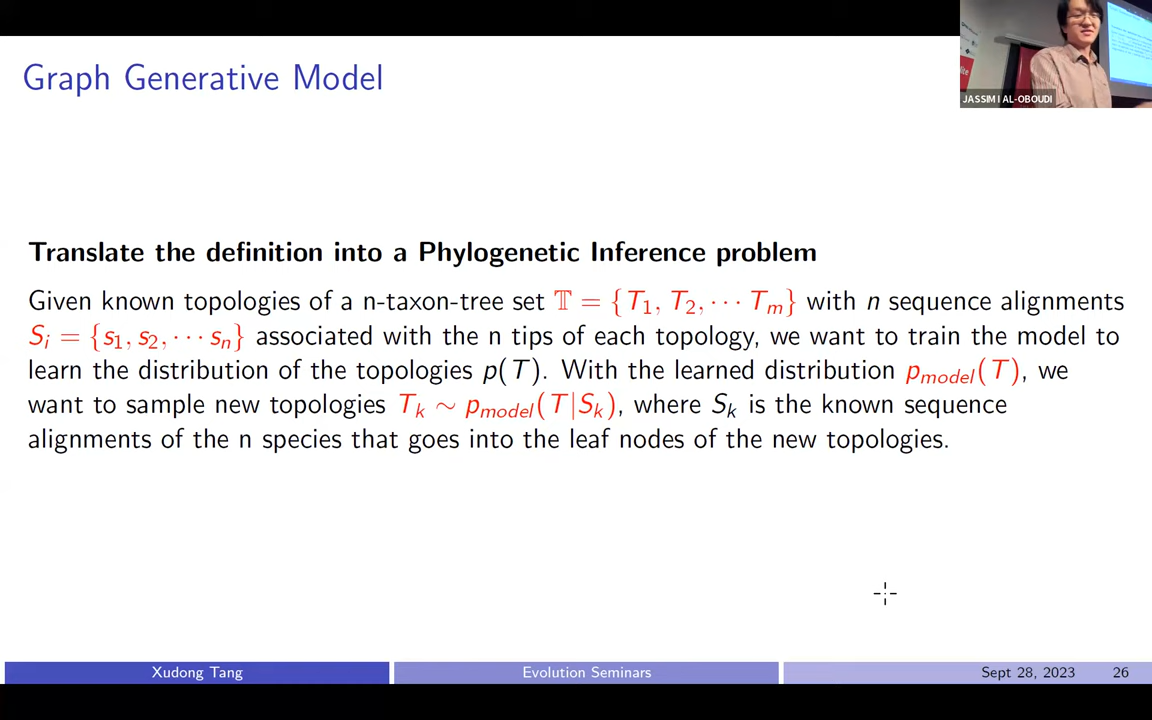 Graph Generative Model
JASSIM I AL-OBOUDI
Translate the definition into a Phylogenetic Inference problem
Given known topologies of a n-taxon-tree set 𝕋 = {T₁, T₂, ⋯ Tₘ} with n sequence alignments
Sᵢ = {s₁, s₂, ⋯ sₙ} associated with the n tips of each topology, we want to train the model to
learn the distribution of the topologies p(T). With the learned distribution p_model(T), we
want to sample new topologies Tₖ ∼ p_model(T|Sₖ), where Sₖ is the known sequence
alignments of the n species that goes into the leaf nodes of the new topologies.
Xudong Tang Evolution Seminars Sept 28, 2023 26